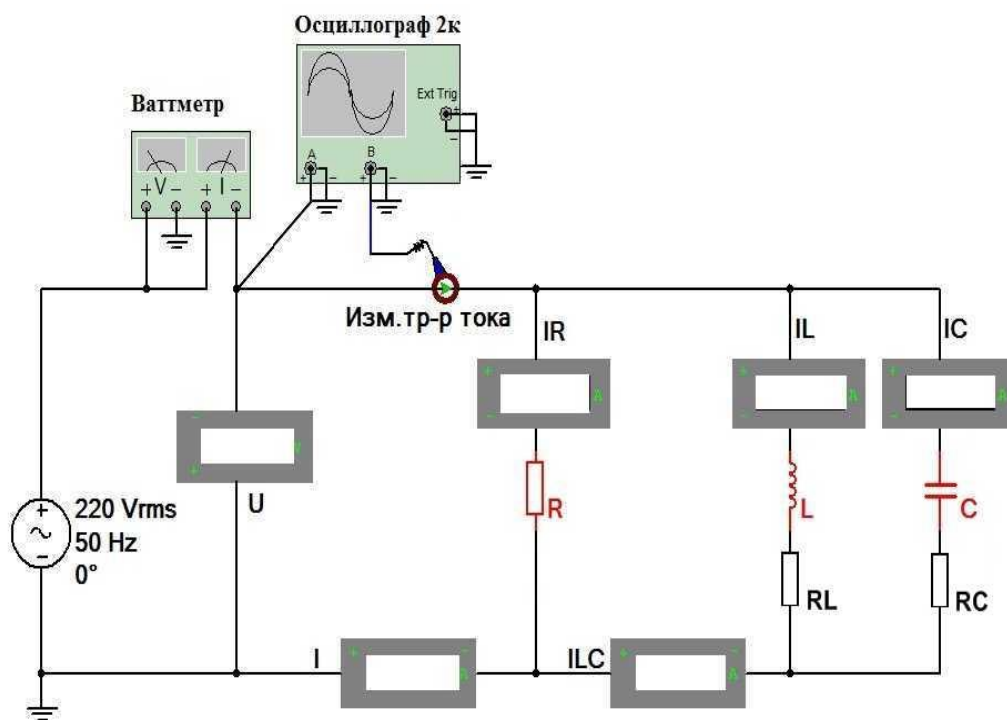 Осциллограф 2к
Ваттметр
Ext Trig
+
−
A
B
+ −
+ −
+ V − + I −
Изм.тр-р тока
IR
IL
IC
+
−
A
+
−
A
+
−
A
−
+
V
U
R
L
C
RL
RC
+
−
220 Vrms
50 Hz
0°
I
+ − A
ILC
+ − A